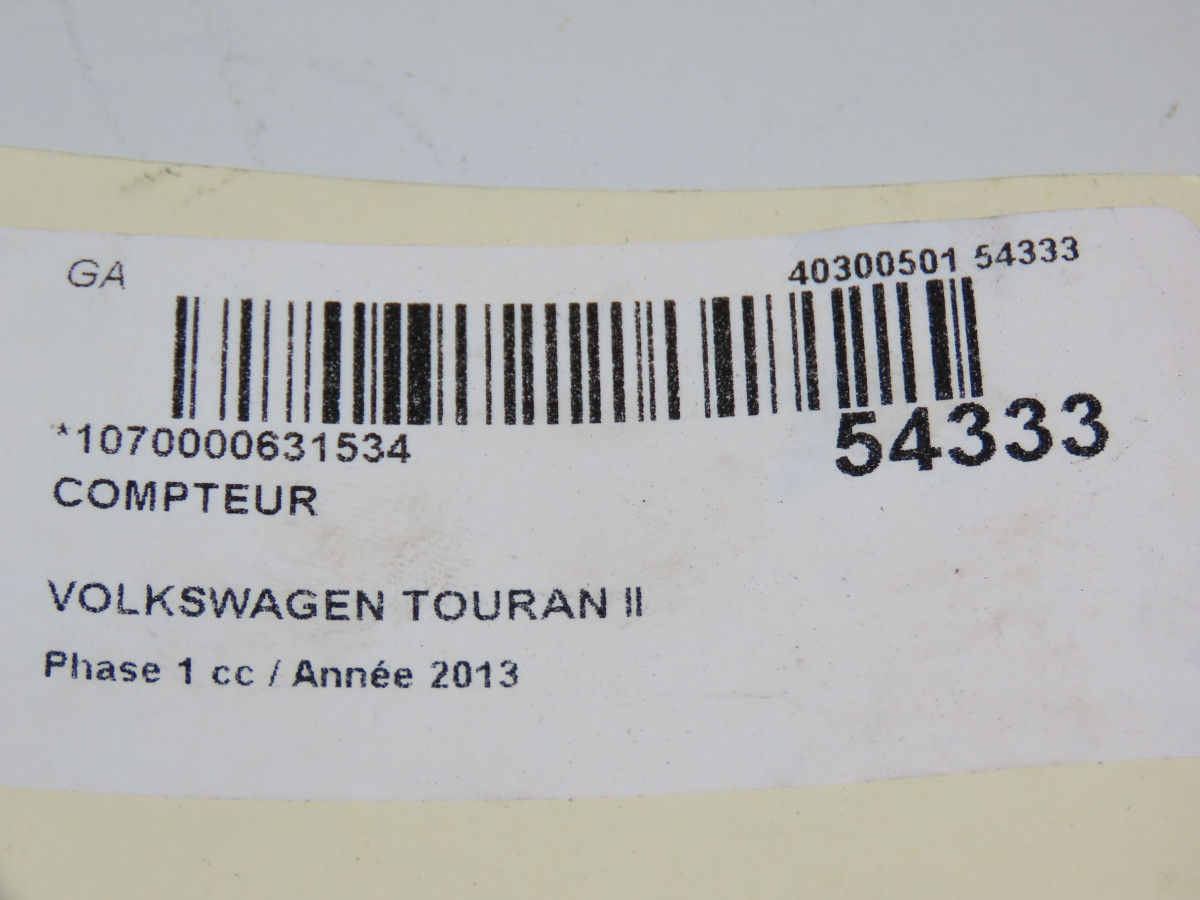 GA
40300501 54333
*1070000631534
54333
COMPTEUR
VOLKSWAGEN TOURAN II
Phase 1 cc / Année 2013